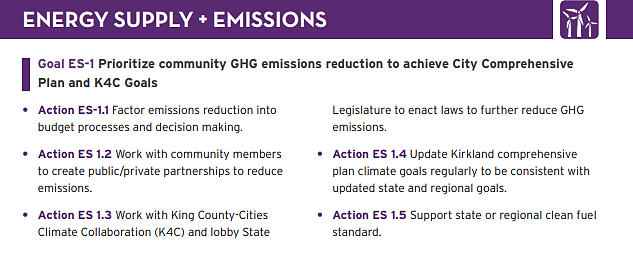 ENERGY SUPPLY + EMISSIONS
Goal ES-1 Prioritize community GHG emissions reduction to achieve City Comprehensive
Plan and K4C Goals
• Action ES-1.1 Factor emissions reduction into
budget processes and decision making.
• Action ES 1.2 Work with community members
to create public/private partnerships to reduce
emissions.
• Action ES 1.3 Work with King County-Cities
Climate Collaboration (K4C) and lobby State
Legislature to enact laws to further reduce GHG
emissions.
• Action ES 1.4 Update Kirkland comprehensive
plan climate goals regularly to be consistent with
updated state and regional goals.
• Action ES 1.5 Support state or regional clean fuel
standard.